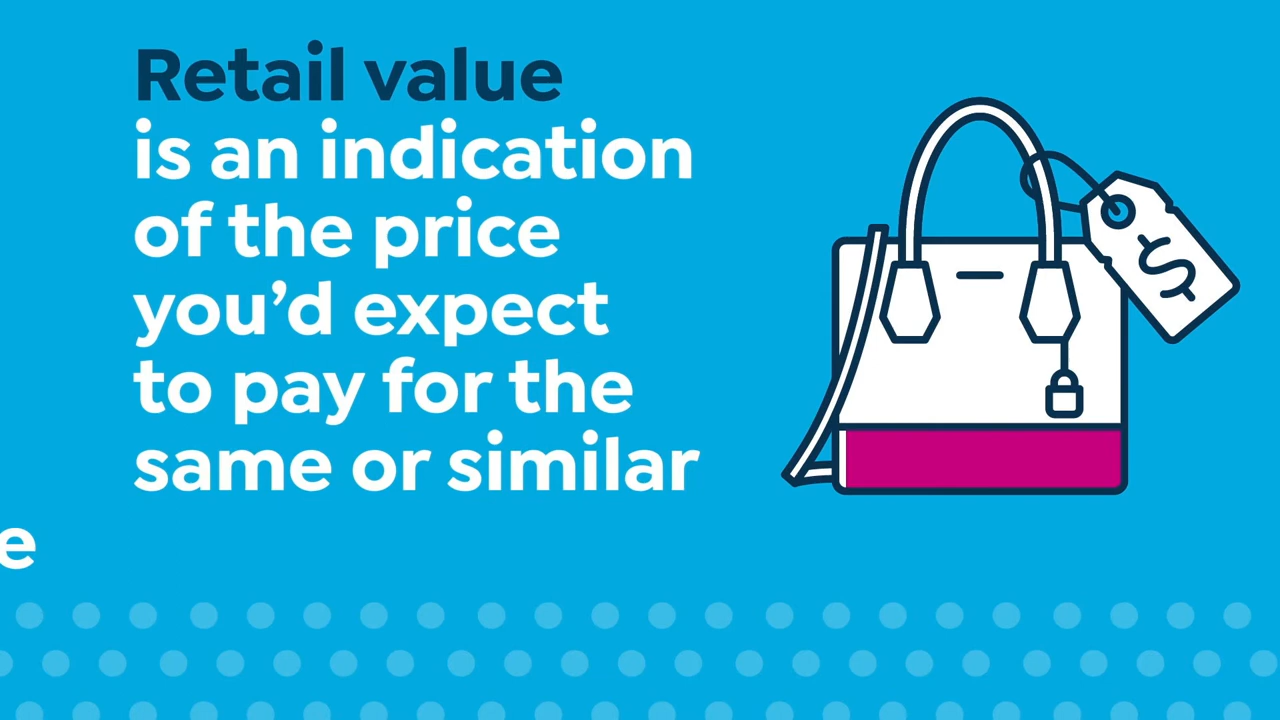 Retail value
is an indication
of the price
you’d expect
to pay for the
same or similar
e
$